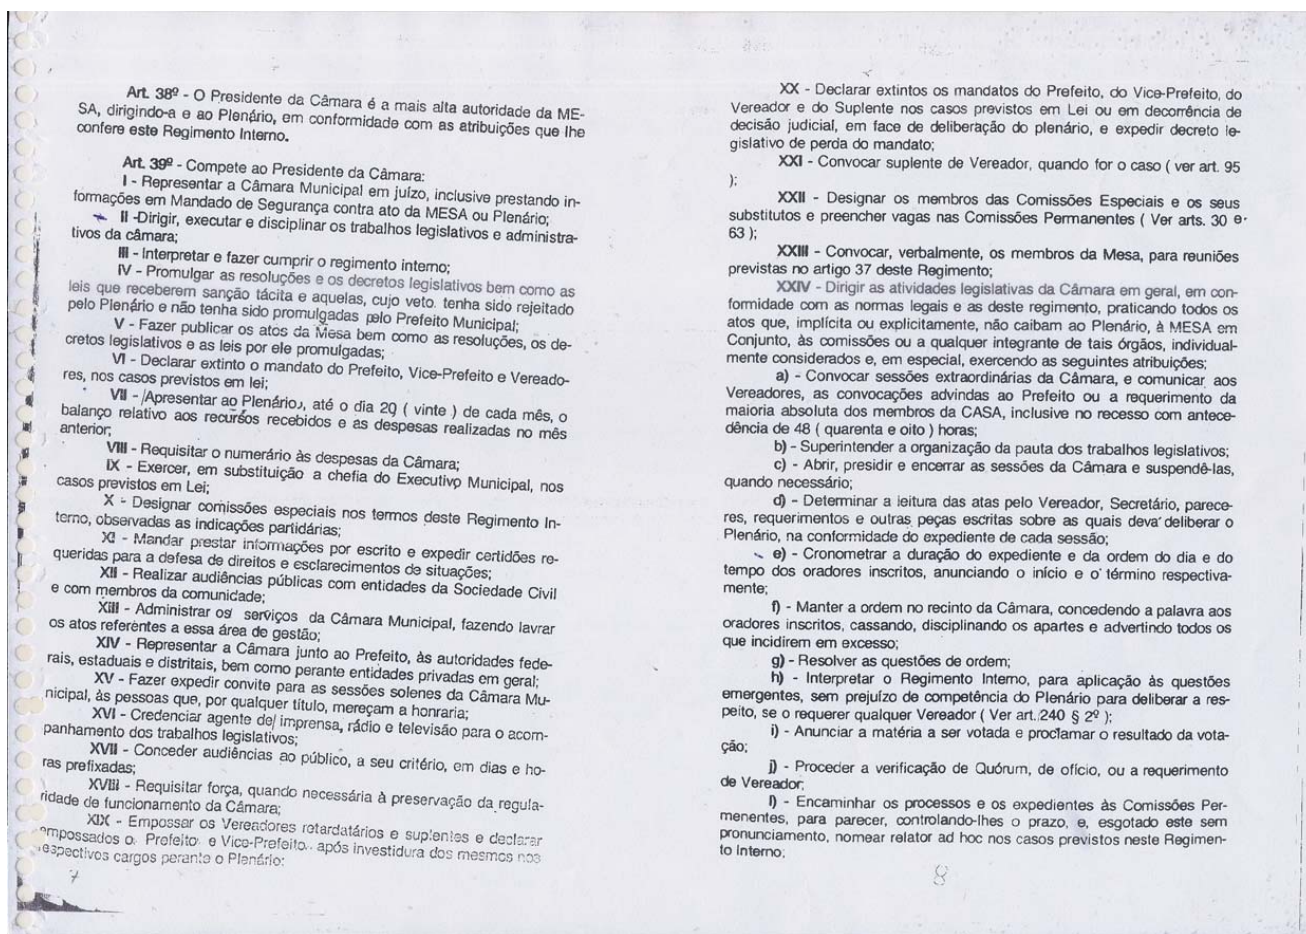 Art. 38º - O Presidente da Câmara é a mais alta autoridade da ME-
SA, dirigindo-a e ao Plenário, em conformidade com as atribuições que lhe
confere este Regimento Interno.
Art. 39º - Compete ao Presidente da Câmara:
I - Representar a Câmara Municipal em juízo, inclusive prestando in-
formações em Mandado de Segurança contra ato da MESA ou Plenário;
II -Dirigir, executar e disciplinar os trabalhos legislativos e administra-
tivos da câmara;
III - Interpretar e fazer cumprir o regimento interno;
IV - Promulgar as resoluções e os decretos legislativos bem como as
leis que receberem sanção tácita e aquelas, cujo veto. tenha sido rejeitado
pelo Plenário e não tenha sido promulgadas pelo Prefeito Municipal;
V - Fazer publicar os atos da Mesa bem como as resoluções, os de-
cretos legislativos e as leis por ele promulgadas;
VI - Declarar extinto o mandato do Prefeito, Vice-Prefeito e Vereado-
res, nos casos previstos em lei;
VII - /Apresentar ao Plenário, até o dia 20 ( vinte ) de cada mês, o
balanço relativo aos recursos recebidos e as despesas realizadas no mês
anterior;
VIII - Requisitar o numerário às despesas da Câmara;
IX - Exercer, em substituição a chefia do Executivo Municipal, nos
casos previstos em Lei;
X - Designar comissões especiais nos termos deste Regimento In-
terno, observadas as indicações partidárias;
XI - Mandar prestar informações por escrito e expedir certidões re-
queridas para a defesa de direitos e esclarecimentos de situações;
XII - Realizar audiências públicas com entidades da Sociedade Civil
e com membros da comunidade;
XIII - Administrar os serviços da Câmara Municipal, fazendo lavrar
os atos referentes a essa área de gestão;
XIV - Representar a Câmara junto ao Prefeito, às autoridades fede-
rais, estaduais e distritais, bem como perante entidades privadas em geral;
XV - Fazer expedir convite para as sessões solenes da Câmara Mu-
nicipal, às pessoas que, por qualquer título, mereçam a honraria;
XVI - Credenciar agente de/ imprensa, rádio e televisão para o acom-
panhamento dos trabalhos legislativos;
XVII - Conceder audiências ao público, a seu critério, em dias e ho-
ras prefixadas;
XVIII - Requisitar força, quando necessária à preservação da regula-
ridade de funcionamento da Câmara;
XIX - Empossar os Vereadores retardatários e suplentes e declarar
empossados o Prefeito e Vice-Prefeito, após investidura dos mesmos nos
respectivos cargos perante o Plenário;
7
XX - Declarar extintos os mandatos do Prefeito, do Vice-Prefeito, do
Vereador e do Suplente nos casos previstos em Lei ou em decorrência de
decisão judicial, em face de deliberação do plenário, e expedir decreto le-
gislativo de perda do mandato;
XXI - Convocar suplente de Vereador, quando for o caso ( ver art. 95
);
XXII - Designar os membros das Comissões Especiais e os seus
substitutos e preencher vagas nas Comissões Permanentes ( Ver arts. 30 e
63 );
XXIII - Convocar, verbalmente, os membros da Mesa, para reuniões
previstas no artigo 37 deste Regimento;
XXIV - Dirigir as atividades legislativas da Câmara em geral, em con-
formidade com as normas legais e as deste regimento, praticando todos os
atos que, implícita ou explicitamente, não caibam ao Plenário, à MESA em
Conjunto, às comissões ou a qualquer integrante de tais órgãos, individual-
mente considerados e, em especial, exercendo as seguintes atribuições;
a) - Convocar sessões extraordinárias da Câmara, e comunicar aos
Vereadores, as convocações advindas ao Prefeito ou a requerimento da
maioria absoluta dos membros da CASA, inclusive no recesso com antece-
dência de 48 ( quarenta e oito ) horas;
b) - Superintender a organização da pauta dos trabalhos legislativos;
c) - Abrir, presidir e encerrar as sessões da Câmara e suspendê-las,
quando necessário;
d) - Determinar a leitura das atas pelo Vereador, Secretário, parece-
res, requerimentos e outras peças escritas sobre as quais deva deliberar o
Plenário, na conformidade do expediente de cada sessão;
e) - Cronometrar a duração do expediente e da ordem do dia e do
tempo dos oradores inscritos, anunciando o início e o término respectiva-
mente;
f) - Manter a ordem no recinto da Câmara, concedendo a palavra aos
oradores inscritos, cassando, disciplinando os apartes e advertindo todos os
que incidirem em excesso;
g) - Resolver as questões de ordem;
h) - Interpretar o Regimento Interno, para aplicação às questões
emergentes, sem prejuízo de competência do Plenário para deliberar a res-
peito, se o requerer qualquer Vereador ( Ver art. 240 § 2º );
i) - Anunciar a matéria a ser votada e proclamar o resultado da vota-
ção;
j) - Proceder a verificação de Quórum, de ofício, ou a requerimento
de Vereador;
l) - Encaminhar os processos e os expedientes às Comissões Per-
menentes, para parecer, controlando-lhes o prazo, e, esgotado este sem
pronunciamento, nomear relator ad hoc nos casos previstos neste Regimen-
to Interno;
8